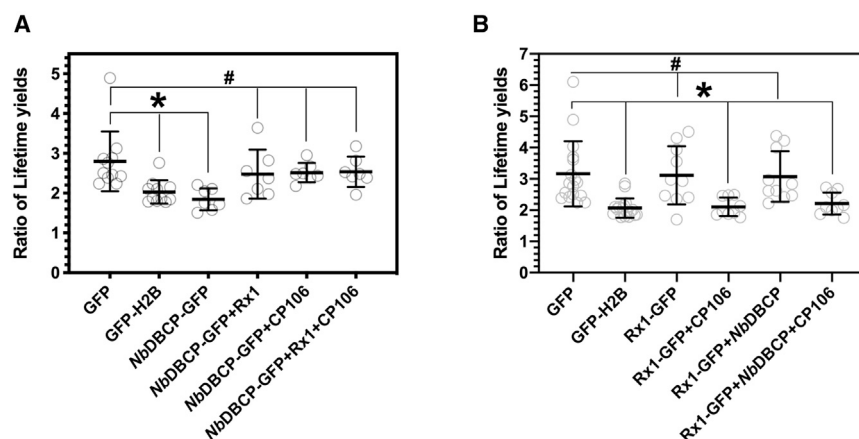 A
Ratio of Lifetime yields
5
4
3
2
1
0
#
*
GFP
GFP-H2B
NbDBCP-GFP
NbDBCP-GFP+Rx1
NbDBCP-GFP+CP106
NbDBCP-GFP+Rx1+CP106
B
Ratio of Lifetime yields
7
6
5
4
3
2
1
0
#
*
GFP
GFP-H2B
Rx1-GFP
Rx1-GFP+CP106
Rx1-GFP+NbDBCP
Rx1-GFP+NbDBCP+CP106